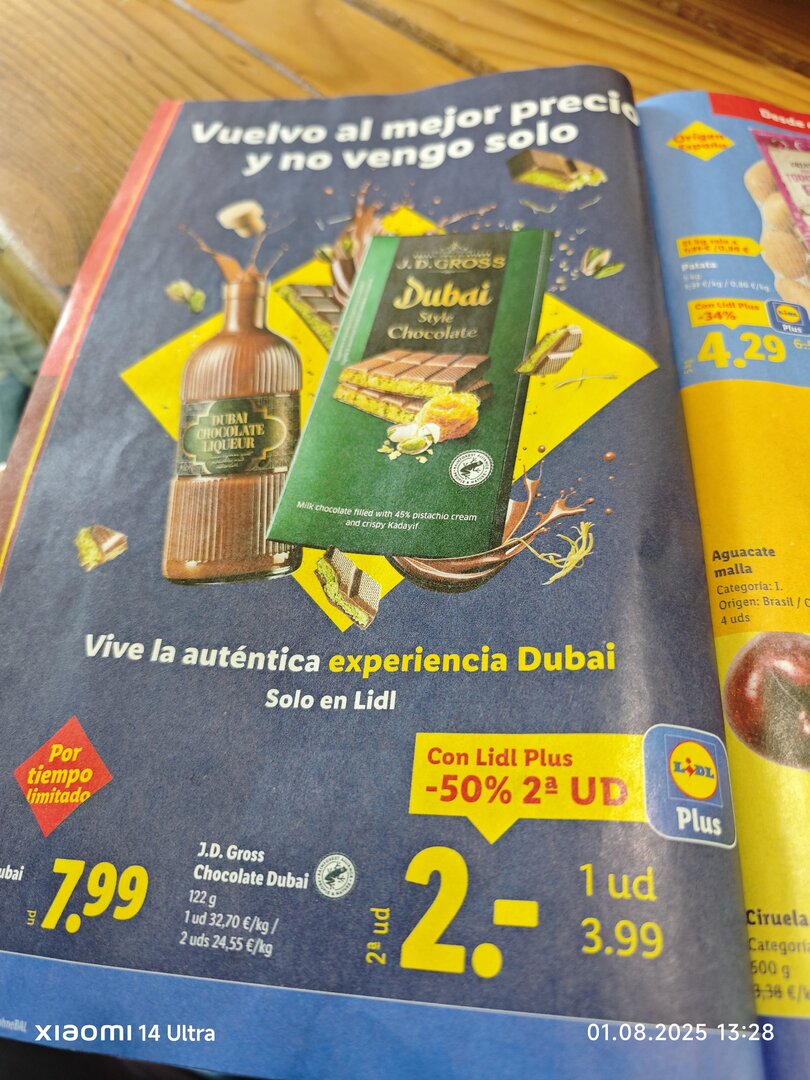 Vuelvo al mejor precio
y no vengo solo
J. D. GROSS
Dubai
Style
Chocolate
Milk chocolate filled with 45% pistachio cream
and crispy Kadayif
DUBAI
CHOCOLATE
LIQUEUR
Vive la auténtica experiencia Dubai
Solo en Lidl
Por
tiempo
limitado
ud
7.99
J.D. Gross
Chocolate Dubai
122 g
1 ud 32,70 €/kg /
2 uds 24,55 €/kg
Con Lidl Plus
-50% 2ª UD
LIDL
Plus
2ª ud
2.-
1 ud
3.99
Desde
Origen
España
Patata
Con Lidl Plus
-34%
LIDL
Plus
4.29
Aguacate
malla
Categoría: I.
Origen: Brasil /
4 uds
Ciruela
500 g
XIAOMI 14 Ultra
01.08.2025 13:28